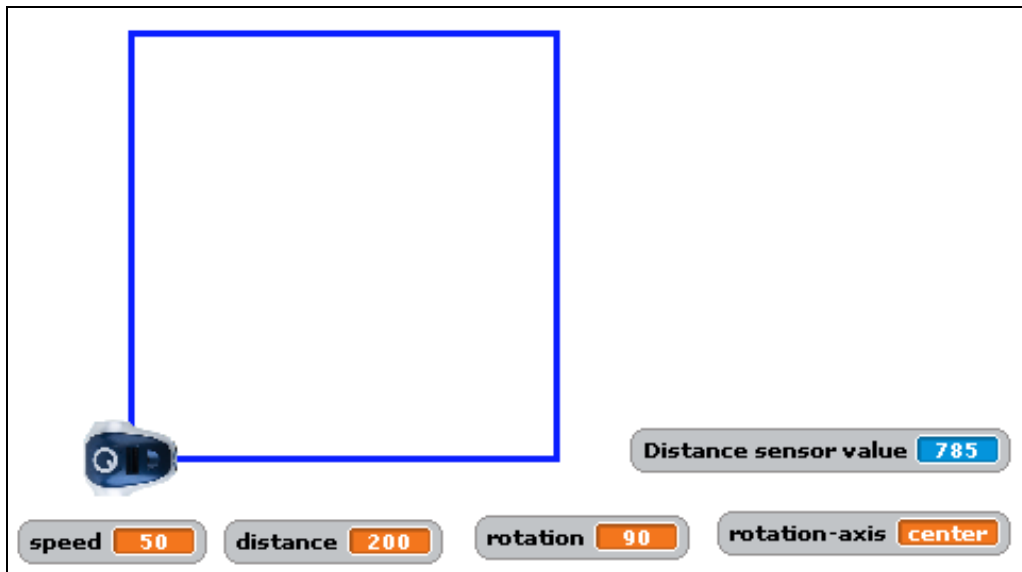 Distance sensor value 785
speed 50 distance 200 rotation 90 rotation-axis center